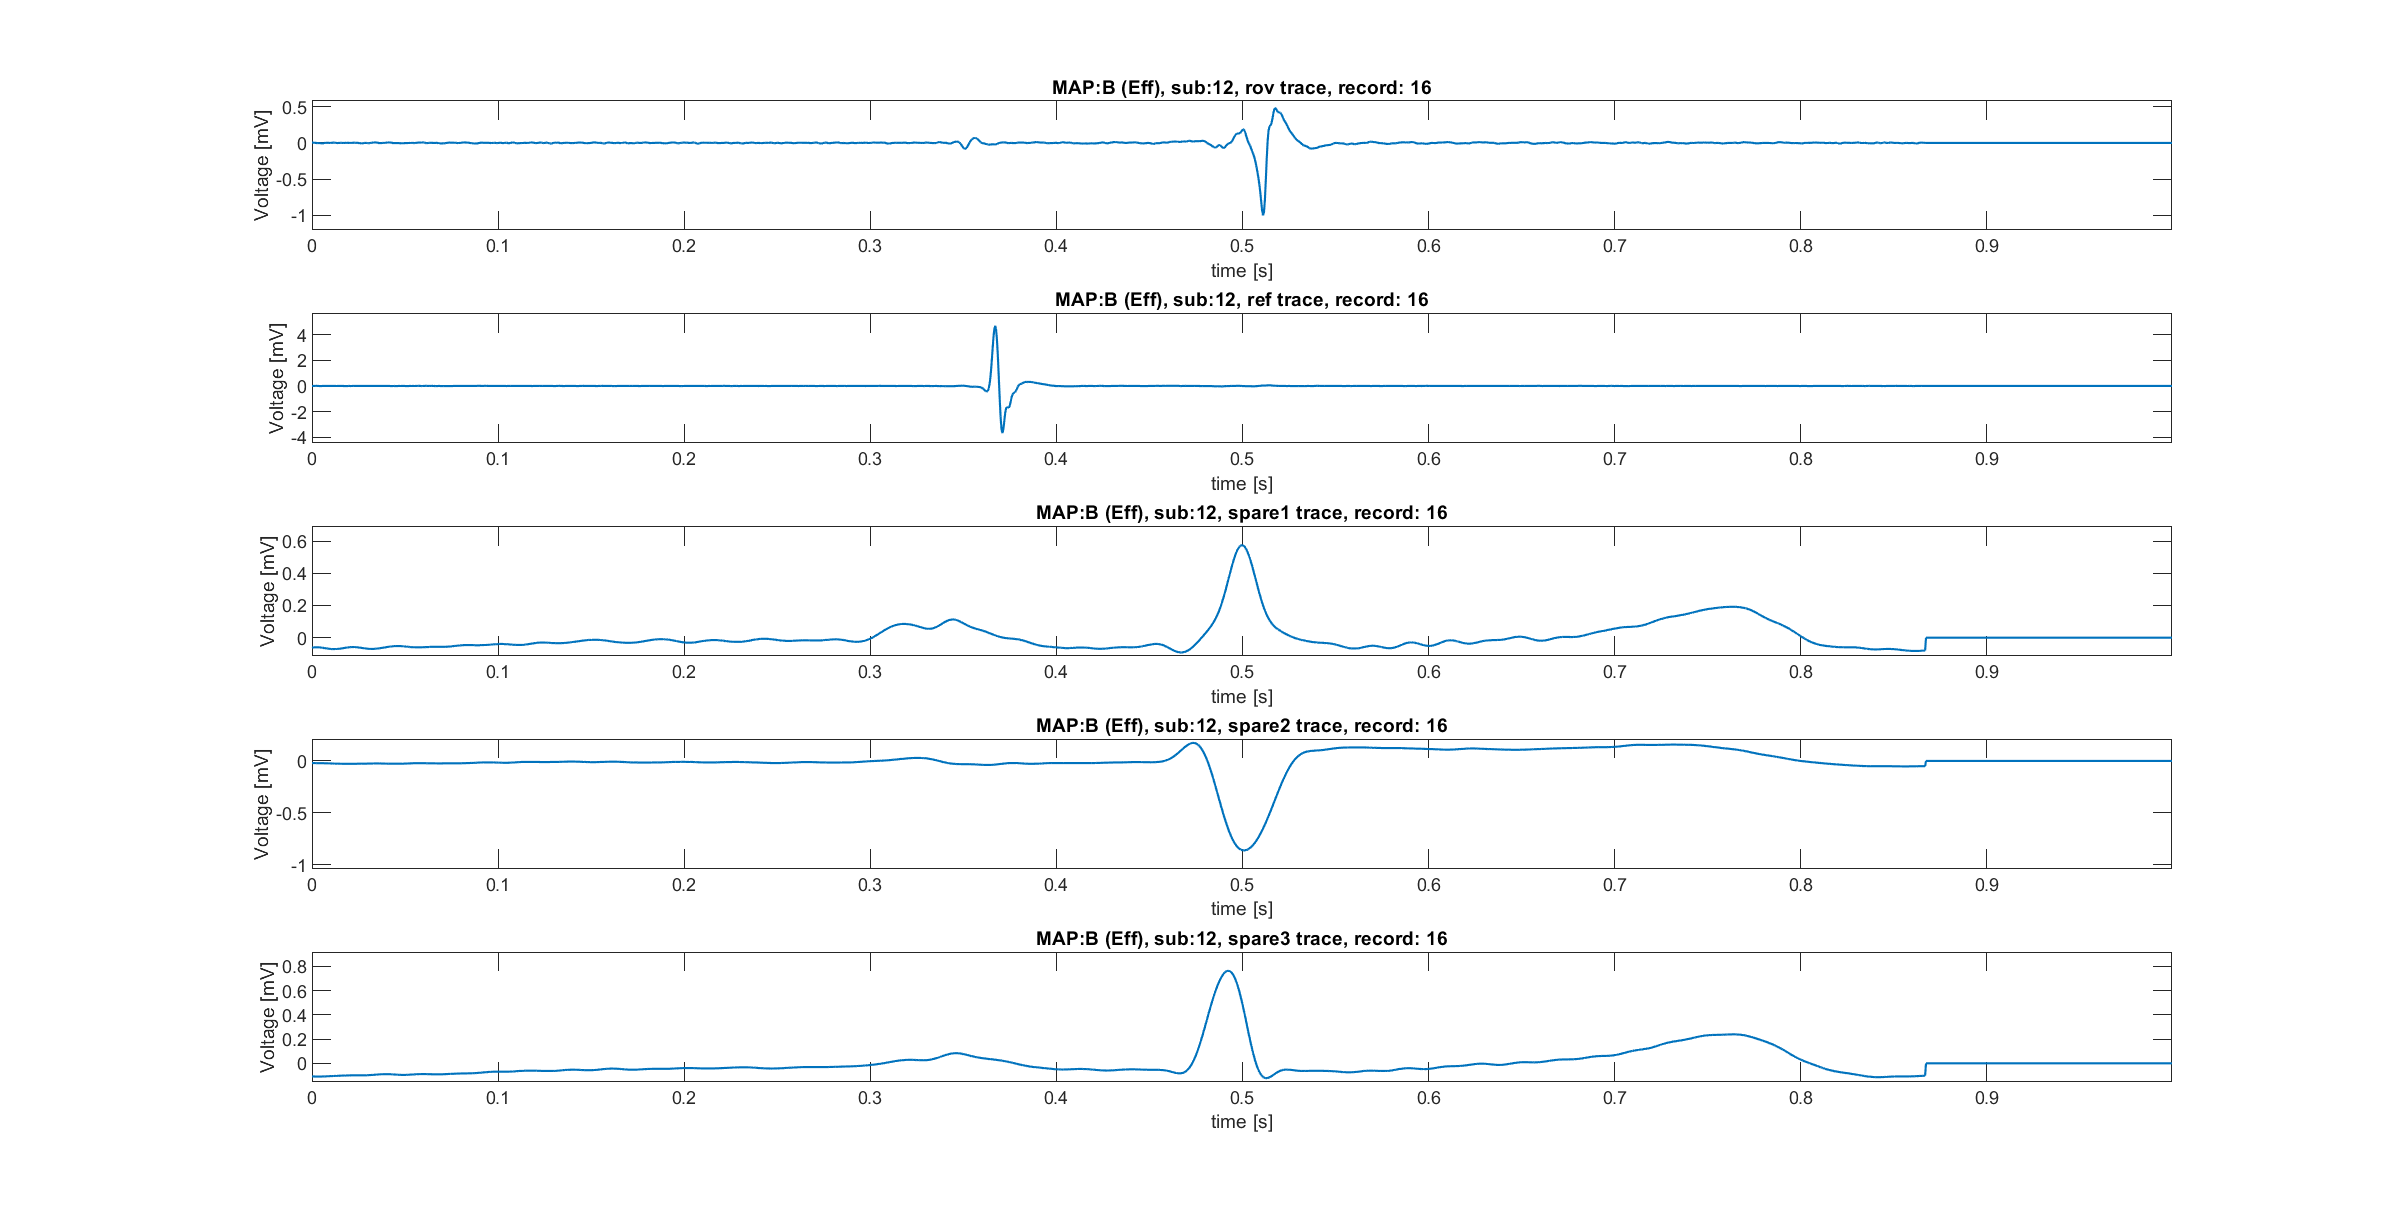 MAP:B (Eff), sub:12, rov trace, record: 16
Voltage [mV]
0.5
0
-0.5
-1
0 0.1 0.2 0.3 0.4 0.5 0.6 0.7 0.8 0.9
time [s]
MAP:B (Eff), sub:12, ref trace, record: 16
Voltage [mV]
4
2
0
-2
-4
0 0.1 0.2 0.3 0.4 0.5 0.6 0.7 0.8 0.9
time [s]
MAP:B (Eff), sub:12, spare1 trace, record: 16
Voltage [mV]
0.6
0.4
0.2
0
0 0.1 0.2 0.3 0.4 0.5 0.6 0.7 0.8 0.9
time [s]
MAP:B (Eff), sub:12, spare2 trace, record: 16
Voltage [mV]
0
-0.5
-1
0 0.1 0.2 0.3 0.4 0.5 0.6 0.7 0.8 0.9
time [s]
MAP:B (Eff), sub:12, spare3 trace, record: 16
Voltage [mV]
0.8
0.6
0.4
0.2
0
0 0.1 0.2 0.3 0.4 0.5 0.6 0.7 0.8 0.9
time [s]